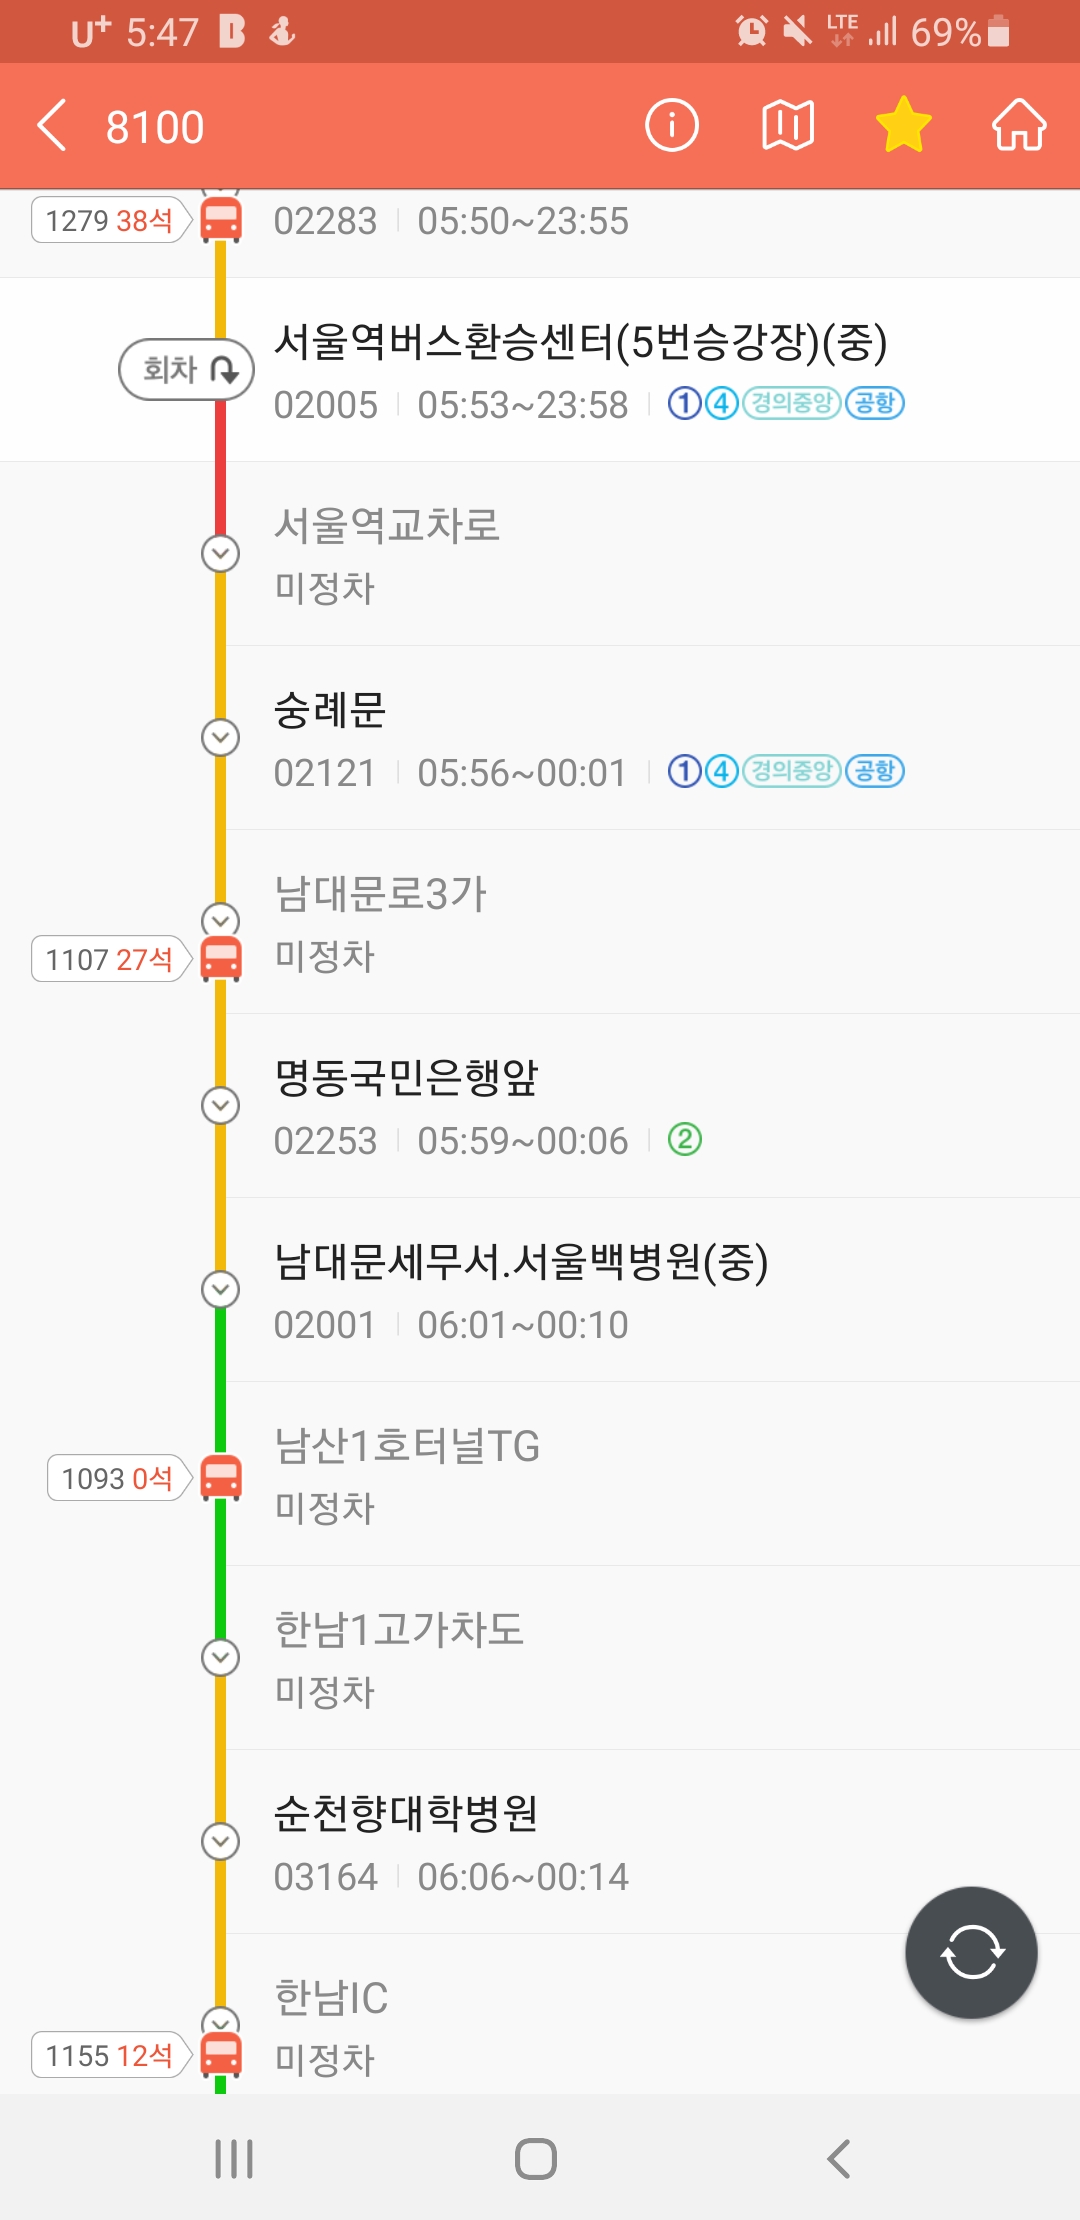 U+ 5:47 LTE 69%
8100
1279 38석 02283 05:50~23:55
서울역버스환승센터(5번승강장)(중)
회차 02005 05:53~23:58 1 4 경의중앙 공항
서울역교차로
미정차
숭례문
02121 05:56~00:01 1 4 경의중앙 공항
남대문로3가
1107 27석 미정차
명동국민은행앞
02253 05:59~00:06 2
남대문세무서.서울백병원(중)
02001 06:01~00:10
남산1호터널TG
1093 0석 미정차
한남1고가차도
미정차
순천향대학병원
03164 06:06~00:14
한남IC
1155 12석 미정차